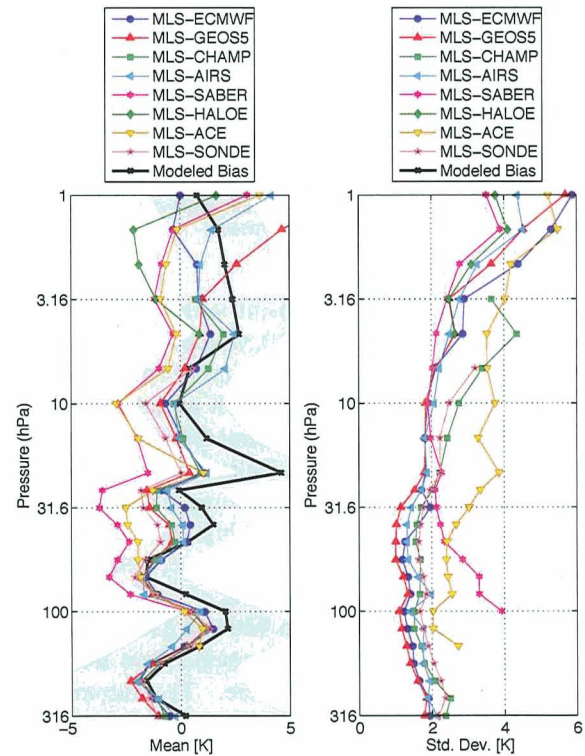 MLS-ECMWF
MLS-GEOS5
MLS-CHAMP
MLS-AIRS
MLS-SABER
MLS-HALOE
MLS-ACE
MLS-SONDE
Modeled Bias
1
3.16
10
31.6
100
316
Pressure (hPa)
-5
0
5
Mean [K]
MLS-ECMWF
MLS-GEOS5
MLS-CHAMP
MLS-AIRS
MLS-SABER
MLS-HALOE
MLS-ACE
MLS-SONDE
Modeled Bias
1
3.16
10
31.6
100
316
Pressure (hPa)
0
2
4
6
Std. Dev. [K]